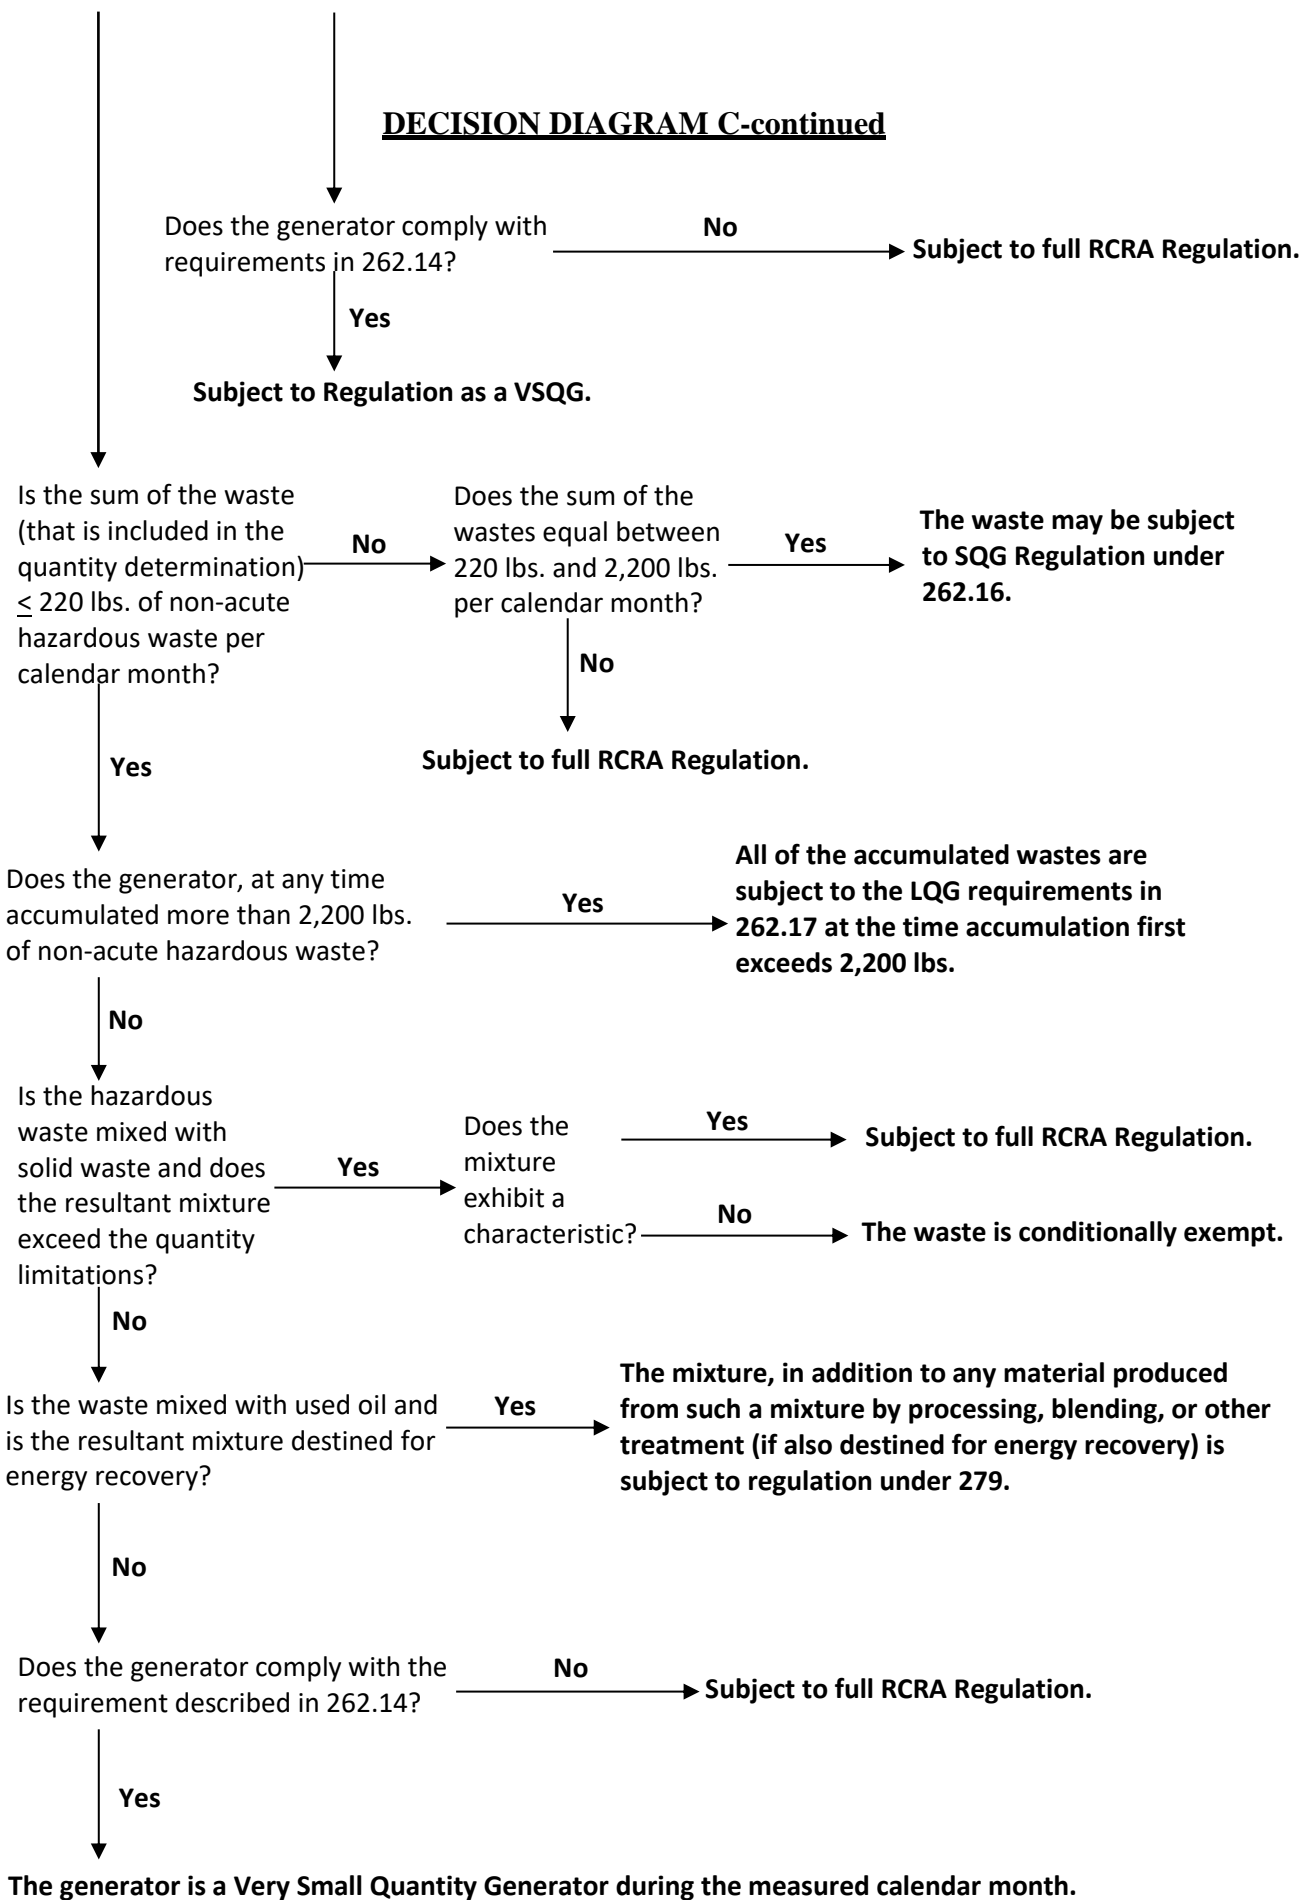 DECISION DIAGRAM C-continued
Does the generator comply with
requirements in 262.14?
No
Subject to full RCRA Regulation.
Yes
Subject to Regulation as a VSQG.
Is the sum of the waste
(that is included in the
quantity determination)
≤ 220 lbs. of non-acute
hazardous waste per
calendar month?
No
Does the sum of the
wastes equal between
220 lbs. and 2,200 lbs.
per calendar month?
Yes
The waste may be subject
to SQG Regulation under
262.16.
No
Subject to full RCRA Regulation.
Yes
Does the generator, at any time
accumulated more than 2,200 lbs.
of non-acute hazardous waste?
Yes
All of the accumulated wastes are
subject to the LQG requirements in
262.17 at the time accumulation first
exceeds 2,200 lbs.
No
Is the hazardous
waste mixed with
solid waste and does
the resultant mixture
exceed the quantity
limitations?
Yes
Does the
mixture
exhibit a
characteristic?
Yes
Subject to full RCRA Regulation.
No
The waste is conditionally exempt.
No
Is the waste mixed with used oil and
is the resultant mixture destined for
energy recovery?
Yes
The mixture, in addition to any material produced
from such a mixture by processing, blending, or other
treatment (if also destined for energy recovery) is
subject to regulation under 279.
No
Does the generator comply with the
requirement described in 262.14?
No
Subject to full RCRA Regulation.
Yes
The generator is a Very Small Quantity Generator during the measured calendar month.